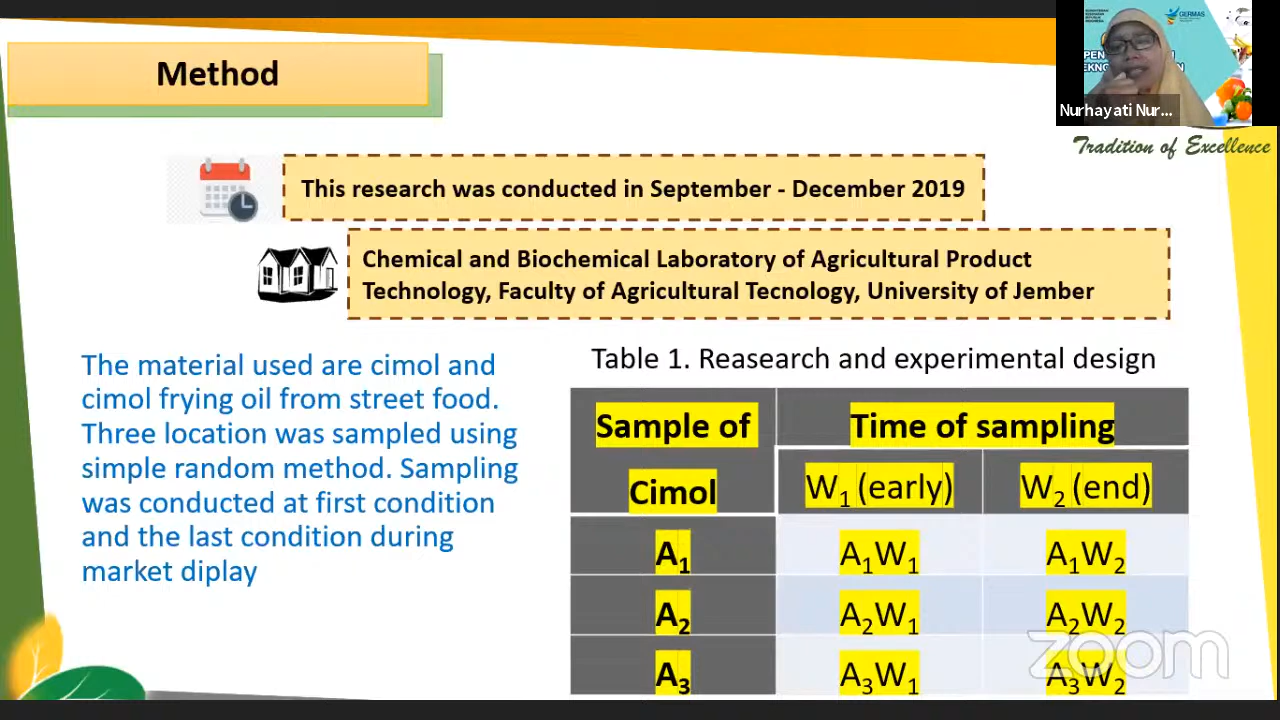 Method
GERMAS
Nurhayati Nur...
Tradition of Excellence
This research was conducted in September - December 2019
Chemical and Biochemical Laboratory of Agricultural Product
Technology, Faculty of Agricultural Tecnology, University of Jember
The material used are cimol and
cimol frying oil from street food.
Three location was sampled using
simple random method. Sampling
was conducted at first condition
and the last condition during
market diplay
Table 1. Reasearch and experimental design
Sample of
Cimol
Time of sampling
W1 (early)
W2 (end)
A1
A1W1
A1W2
A2
A2W1
A2W2
A3
A3W1
A3W2
zoom